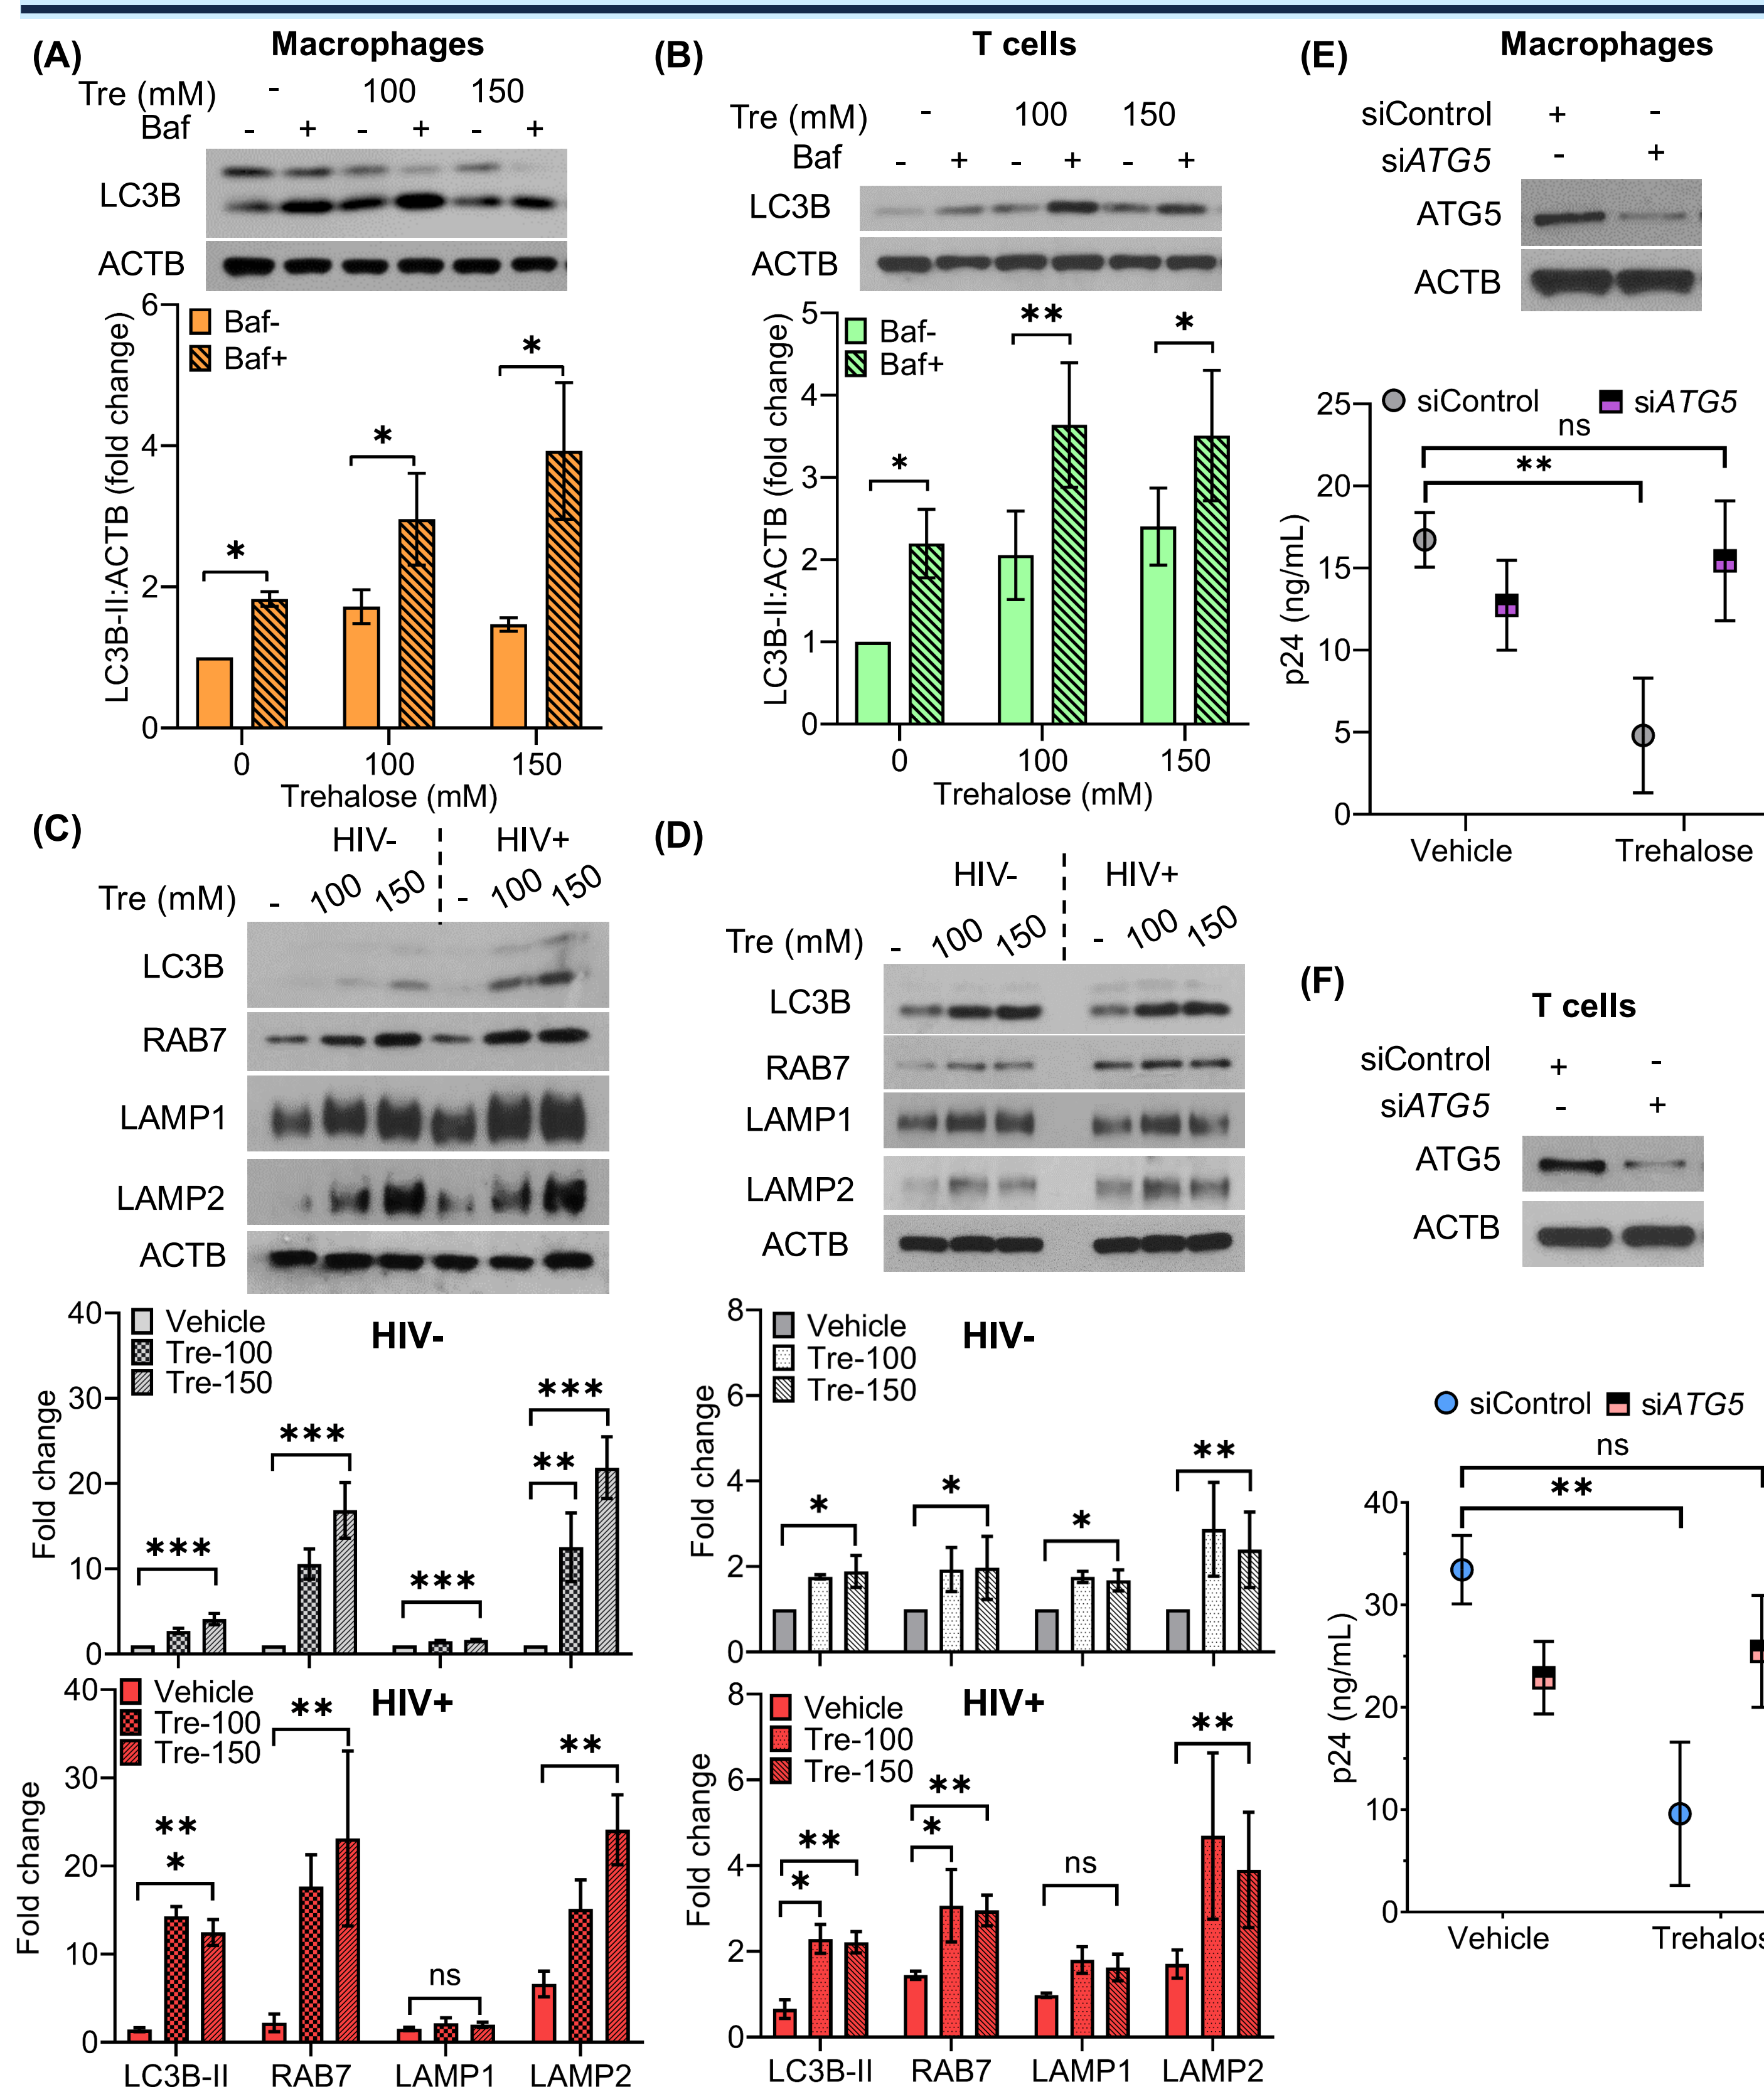 (A)
Macrophages
Tre (mM) - 100 150
Baf - + - + - +
LC3B
ACTB
6
4
2
0
LC3B-II:ACTB (fold change)
Baf-
Baf+
*
*
*
0 100 150
Trehalose (mM)
(B)
T cells
Tre (mM) - 100 150
Baf - + - + - +
LC3B
ACTB
5
4
3
2
1
0
LC3B-II:ACTB (fold change)
Baf-
Baf+
*
**
*
0 100 150
Trehalose (mM)
(C)
HIV- HIV+
Tre (mM) - 100 150 - 100 150
LC3B
RAB7
LAMP1
LAMP2
ACTB
40
30
20
10
0
Fold change
Vehicle
Tre-100
Tre-150
HIV-
***
***
***
**
***
40
30
20
10
0
Fold change
Vehicle
Tre-100
Tre-150
HIV+
**
*
**
ns
**
LC3B-II RAB7 LAMP1 LAMP2
(D)
HIV- HIV+
Tre (mM) - 100 150 - 100 150
LC3B
RAB7
LAMP1
LAMP2
ACTB
8
6
4
2
0
Fold change
Vehicle
Tre-100
Tre-150
HIV-
*
*
*
**
8
6
4
2
0
Fold change
Vehicle
Tre-100
Tre-150
HIV+
**
*
**
*
ns
**
LC3B-II RAB7 LAMP1 LAMP2
(E)
Macrophages
siControl + -
siATG5 - +
ATG5
ACTB
25
20
15
10
5
0
p24 (ng/mL)
siControl siATG5
ns
**
Vehicle Trehalose
(F)
T cells
siControl + -
siATG5 - +
ATG5
ACTB
siControl siATG5
ns
**
40
30
20
10
0
p24 (ng/mL)
Vehicle Trehalos